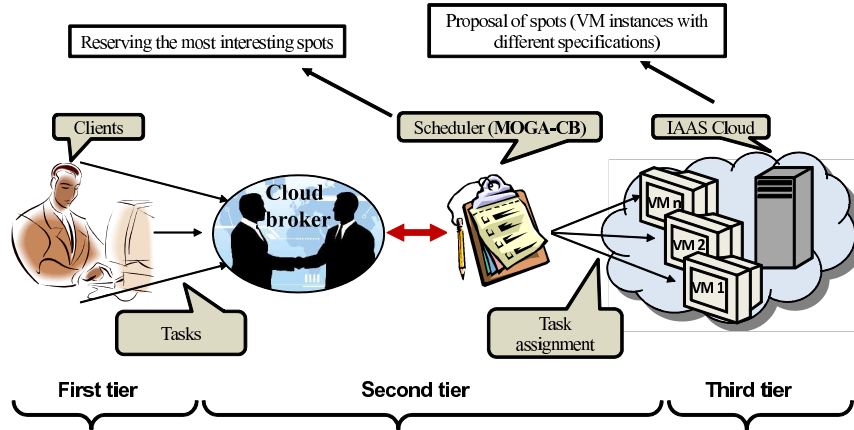 Reserving the most interesting spots
Proposal of spots (VM instances with
different specifications)
Clients
Scheduler (MOGA-CB)
IAAS Cloud
Cloud
broker
VM n
VM 2
VM 1
Tasks
Task
assignment
First tier
Second tier
Third tier